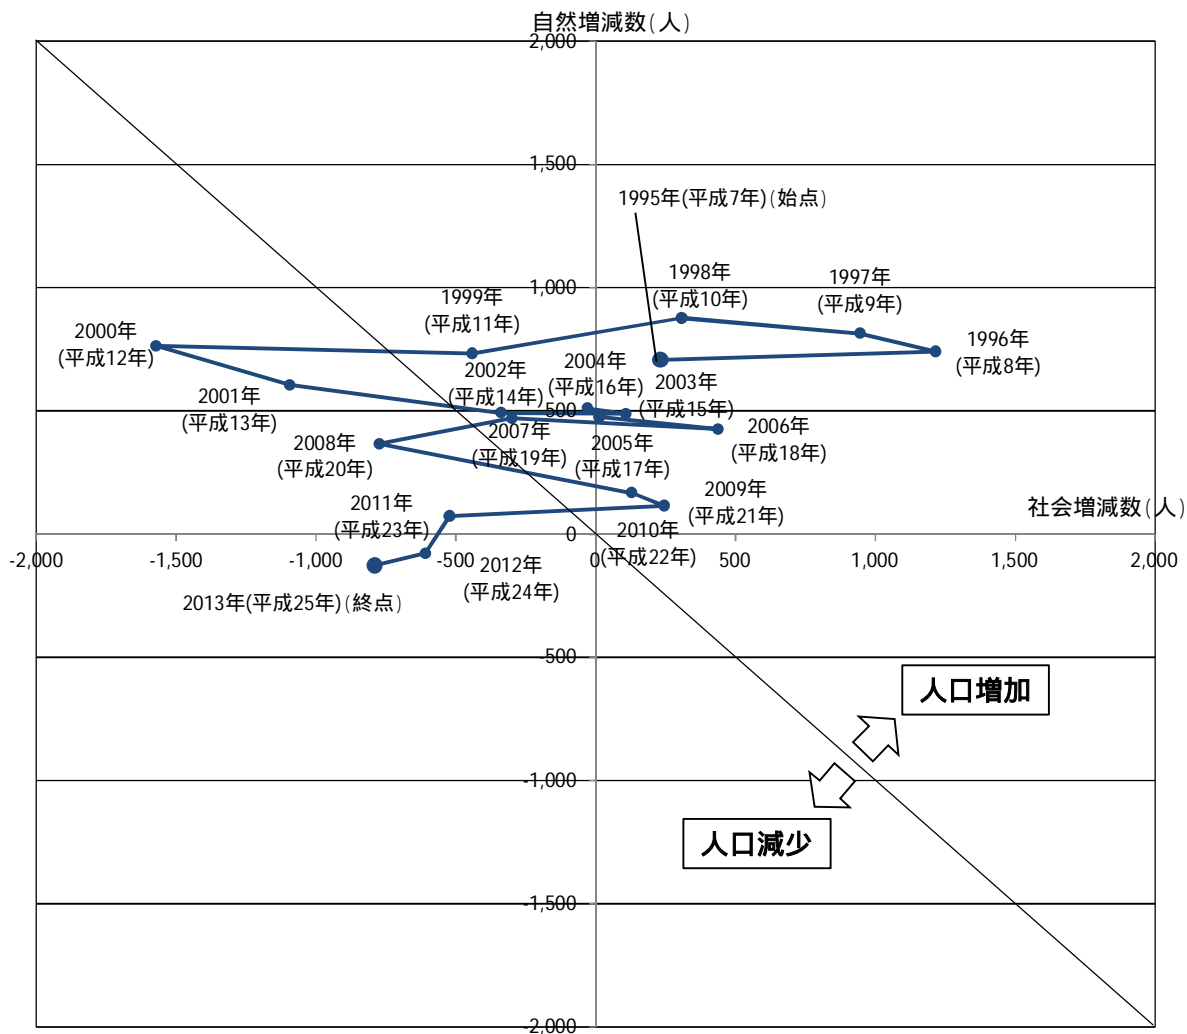 自然増減数(人)
2,000
1,500
1995年(平成7年)(始点)
1998年
(平成10年)
1997年
(平成9年)
1,000
1999年
(平成11年)
2000年
(平成12年)
1996年
(平成8年)
2004年
(平成16年)
2002年
(平成14年)
2003年
(平成15年)
2001年
(平成13年)
500
2006年
(平成18年)
2007年
(平成19年)
2005年
(平成17年)
2008年
(平成20年)
2009年
(平成21年)
2011年
(平成23年)
社会増減数(人)
2010年
(平成22年)
0
-2,000
-1,500
-1,000
-500
0
500
1,000
1,500
2,000
2012年
(平成24年)
2013年(平成25年)(終点)
-500
人口増加
-1,000
人口減少
-1,500
-2,000